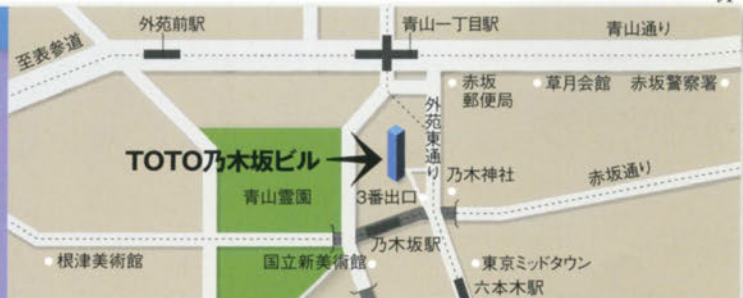 外苑前駅
青山一丁目駅
青山通り
至表参道
赤坂
郵便局
草月会館
赤坂警察署
外苑東通り
TOTO乃木坂ビル
乃木神社
赤坂通り
青山霊園
3番出口
乃木坂駅
根津美術館
国立新美術館
東京ミッドタウン
六本木駅